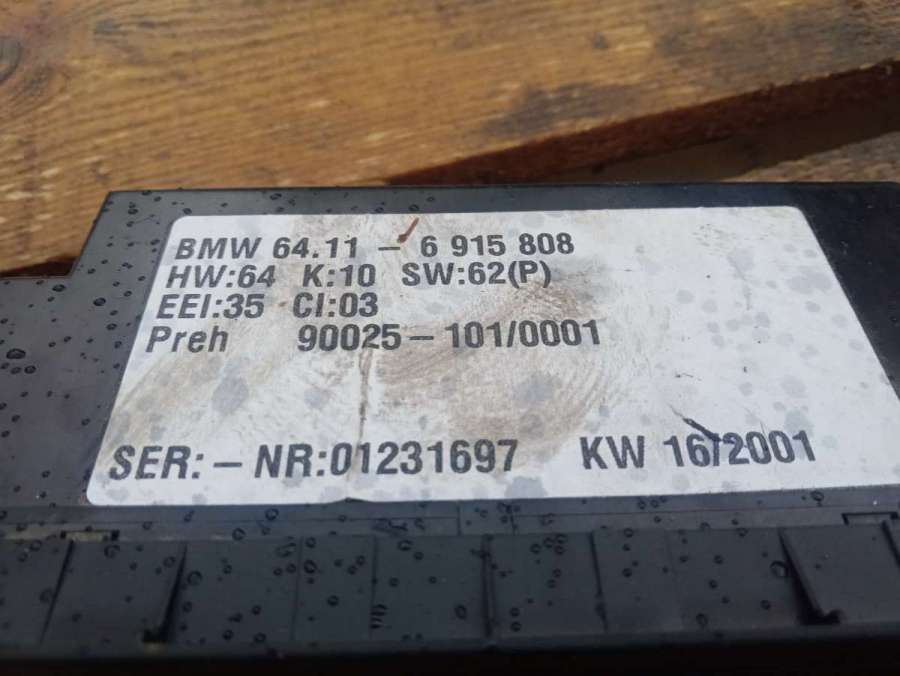 BMW 64.11 - 6 915 808
HW:64 K:10 SW:62(P)
EEI:35 CI:03
Preh 90025-101/0001
SER:-NR:01231697 KW 16/2001